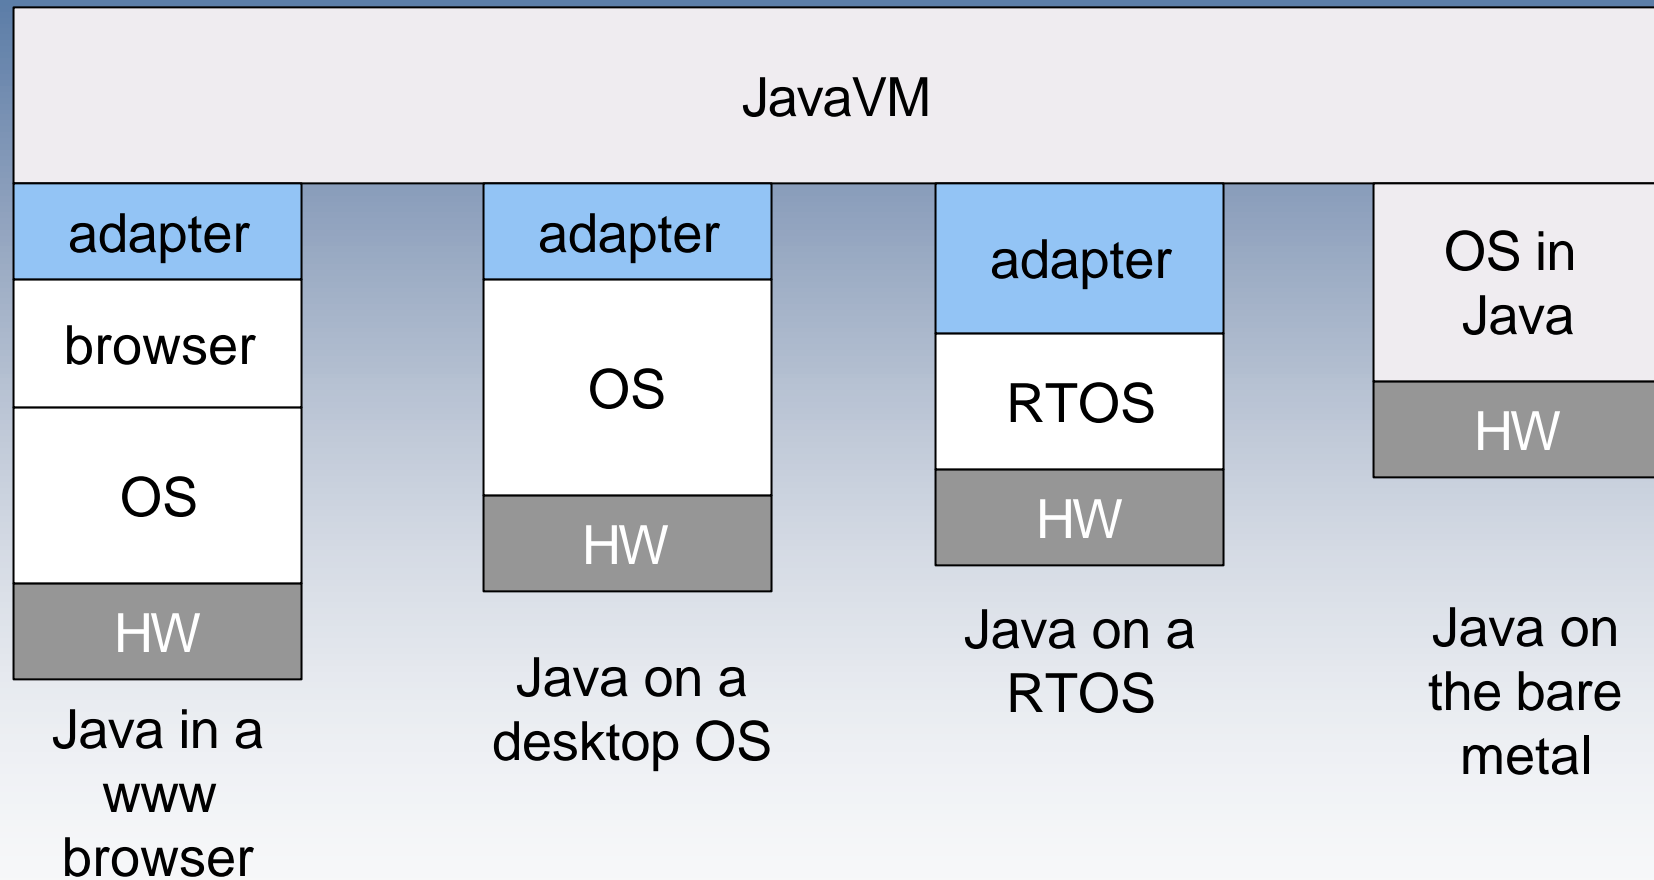 JavaVM
adapter
browser
OS
HW
Java in a
www
browser
adapter
OS
HW
Java on a
desktop OS
adapter
RTOS
HW
Java on a
RTOS
OS in
Java
HW
Java on
the bare
metal